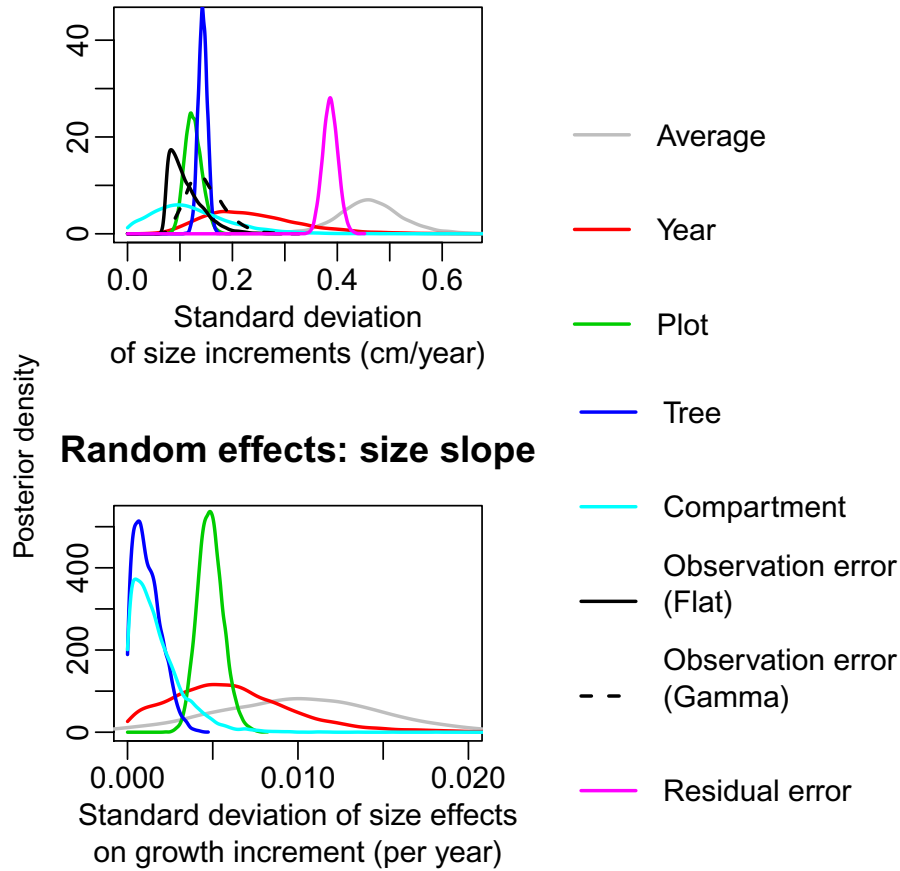 40
20
0
0.0
0.2
0.4
0.6
Standard deviation
of size increments (cm/year)
Posterior density
Random effects: size slope
400
200
0
0.000
0.010
0.020
Standard deviation of size effects
on growth increment (per year)
Average
Year
Plot
Tree
Compartment
Observation error
(Flat)
Observation error
(Gamma)
Residual error